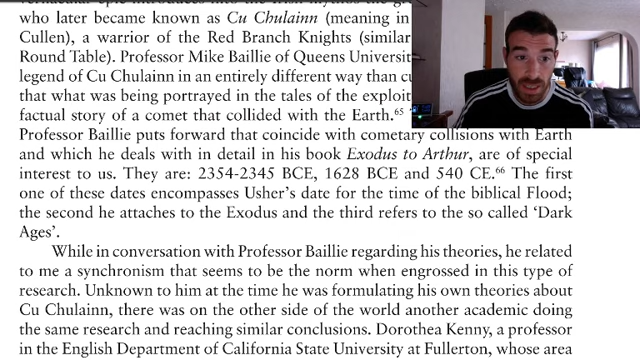 who later became known as Cu Chulainn (meaning in
Cullen), a warrior of the Red Branch Knights (similar
Round Table). Professor Mike Baillie of Queens Universit
legend of Cu Chulainn in an entirely different way than cu
that what was being portrayed in the tales of the exploit
factual story of a comet that collided with the Earth.65
Professor Baillie puts forward that coincide with cometary collisions with Earth
and which he deals with in detail in his book Exodus to Arthur, are of special
interest to us. They are: 2354-2345 BCE, 1628 BCE and 540 CE.66 The first
one of these dates encompasses Usher's date for the time of the biblical Flood;
the second he attaches to the Exodus and the third refers to the so called 'Dark
Ages'.
While in conversation with Professor Baillie regarding his theories, he related
to me a synchronism that seems to be the norm when engrossed in this type of
research. Unknown to him at the time he was formulating his own theories about
Cu Chulainn, there was on the other side of the world another academic doing
the same research and reaching similar conclusions. Dorothea Kenny, a professor
in the English Department of California State University at Fullerton, whose area